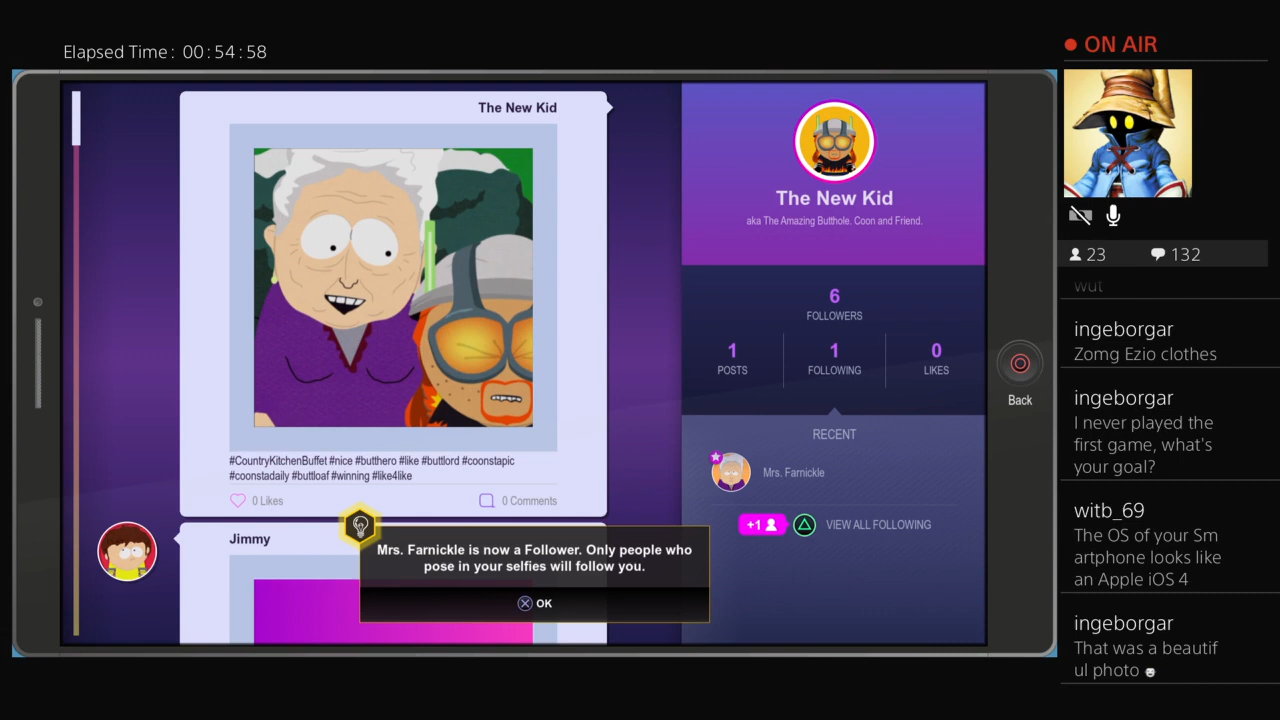 Elapsed Time: 00:54:58
ON AIR
The New Kid
#CountryKitchenBuffet #nice #butthero #like #buttlord #coonstapic
#coonstadaily #buttloaf #winning #like4like
0 Likes
0 Comments
Jimmy
Mrs. Farnickle is now a Follower. Only people who
pose in your selfies will follow you.
OK
The New Kid
aka The Amazing Butthole. Coon and Friend.
6
FOLLOWERS
1
POSTS
1
FOLLOWING
0
LIKES
RECENT
Mrs. Farnickle
+1
VIEW ALL FOLLOWING
Back
23
132
wut
ingeborgar
Zomg Ezio clothes
ingeborgar
I never played the
first game, what's
your goal?
witb_69
The OS of your Sm
artphone looks like
an Apple iOS 4
ingeborgar
That was a beautif
ul photo